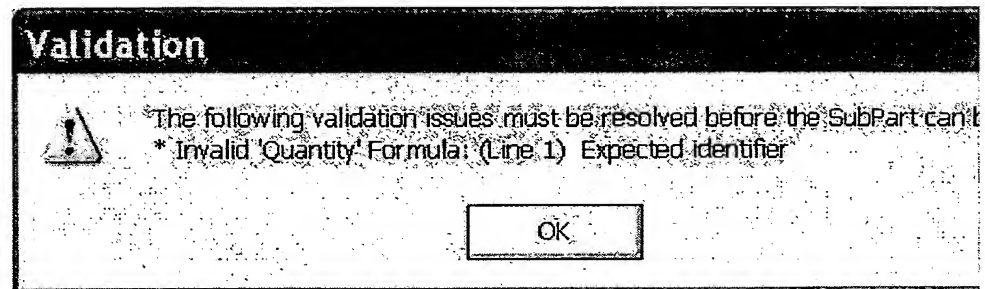 Validation
The following validation issues must be resolved before the SubPart can
* Invalid 'Quantity' Formula: (Line 1) Expected identifier
OK